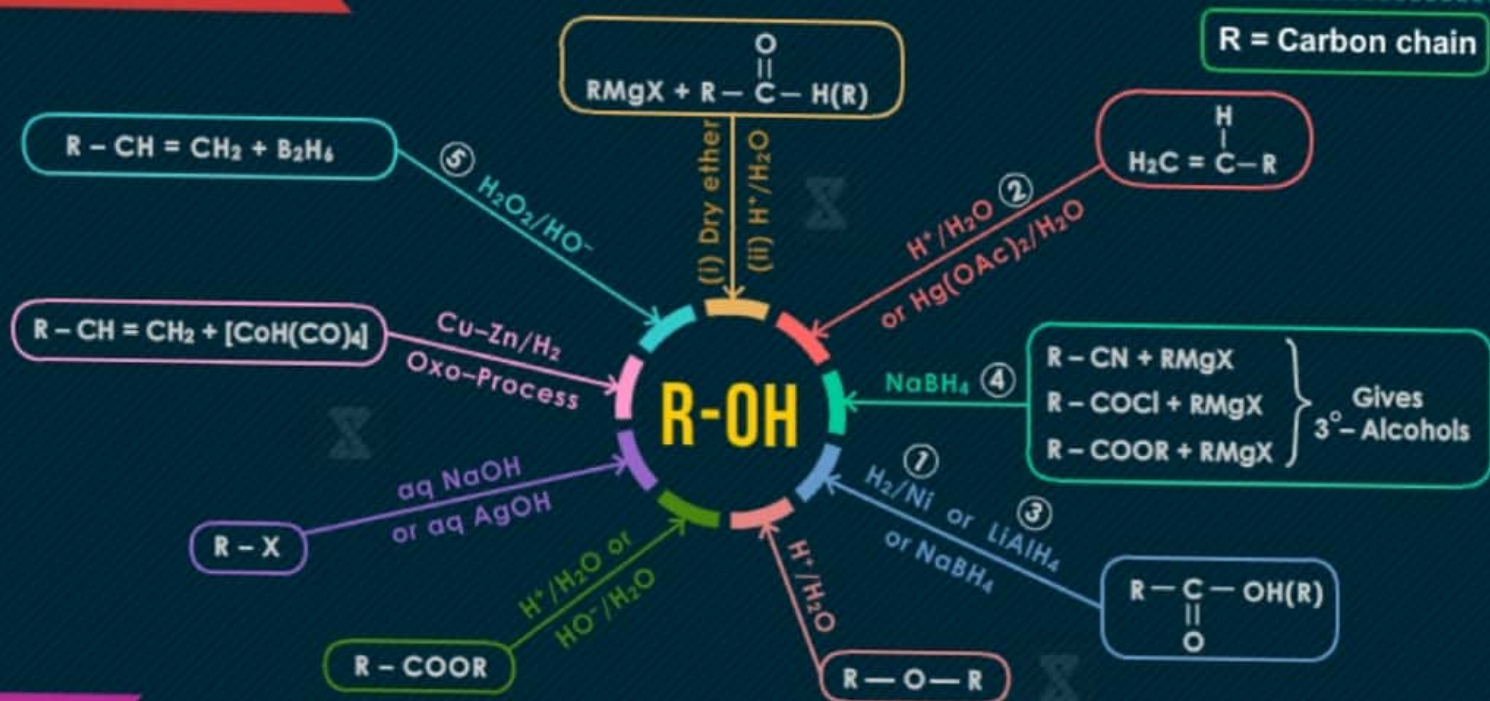 R = Carbon chain
O
||
RMgX + R – C – H(R)
(i) Dry ether
(ii) H⁺/H₂O
R – CH = CH₂ + B₂H₆
⑤ H₂O₂/HO⁻
H
|
H₂C = C – R
H⁺/H₂O ②
or Hg(OAc)₂/H₂O
R – CH = CH₂ + [CoH(CO)₄]
Cu–Zn/H₂
Oxo–Process
R-OH
NaBH₄ ④
R – CN + RMgX
R – COCl + RMgX
R – COOR + RMgX
Gives
3°– Alcohols
R – X
aq NaOH
or aq AgOH
① ③
H₂/Ni or LiAlH₄
or NaBH₄
R – C – OH(R)
||
O
R – COOR
H⁺/H₂O or
HO⁻/H₂O
H⁺/H₂O
R – O – R